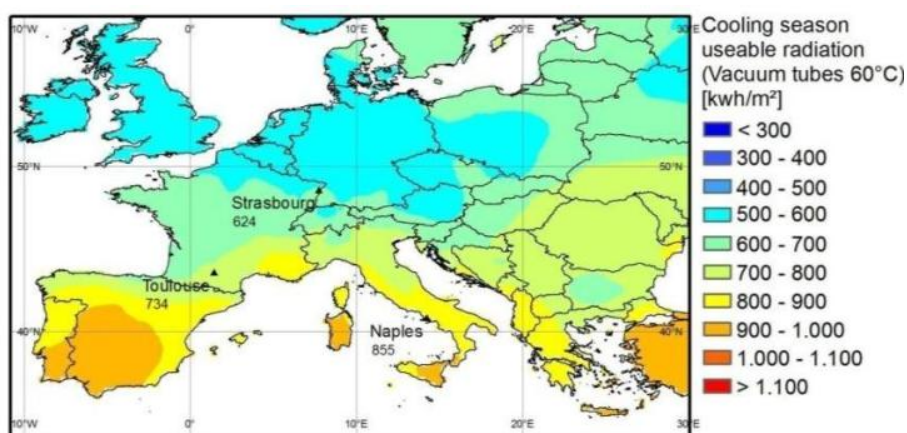 10°W 0° 10°E 20°E 30°E
50°N 50°N
Strasbourg
624
Toulouse
734
Naples
855
40°N 40°N
10°W 0° 10°E 20°E 30°E
Cooling season
useable radiation
(Vacuum tubes 60°C)
[kwh/m²]
< 300
300 - 400
400 - 500
500 - 600
600 - 700
700 - 800
800 - 900
900 - 1.000
1.000 - 1.100
> 1.100